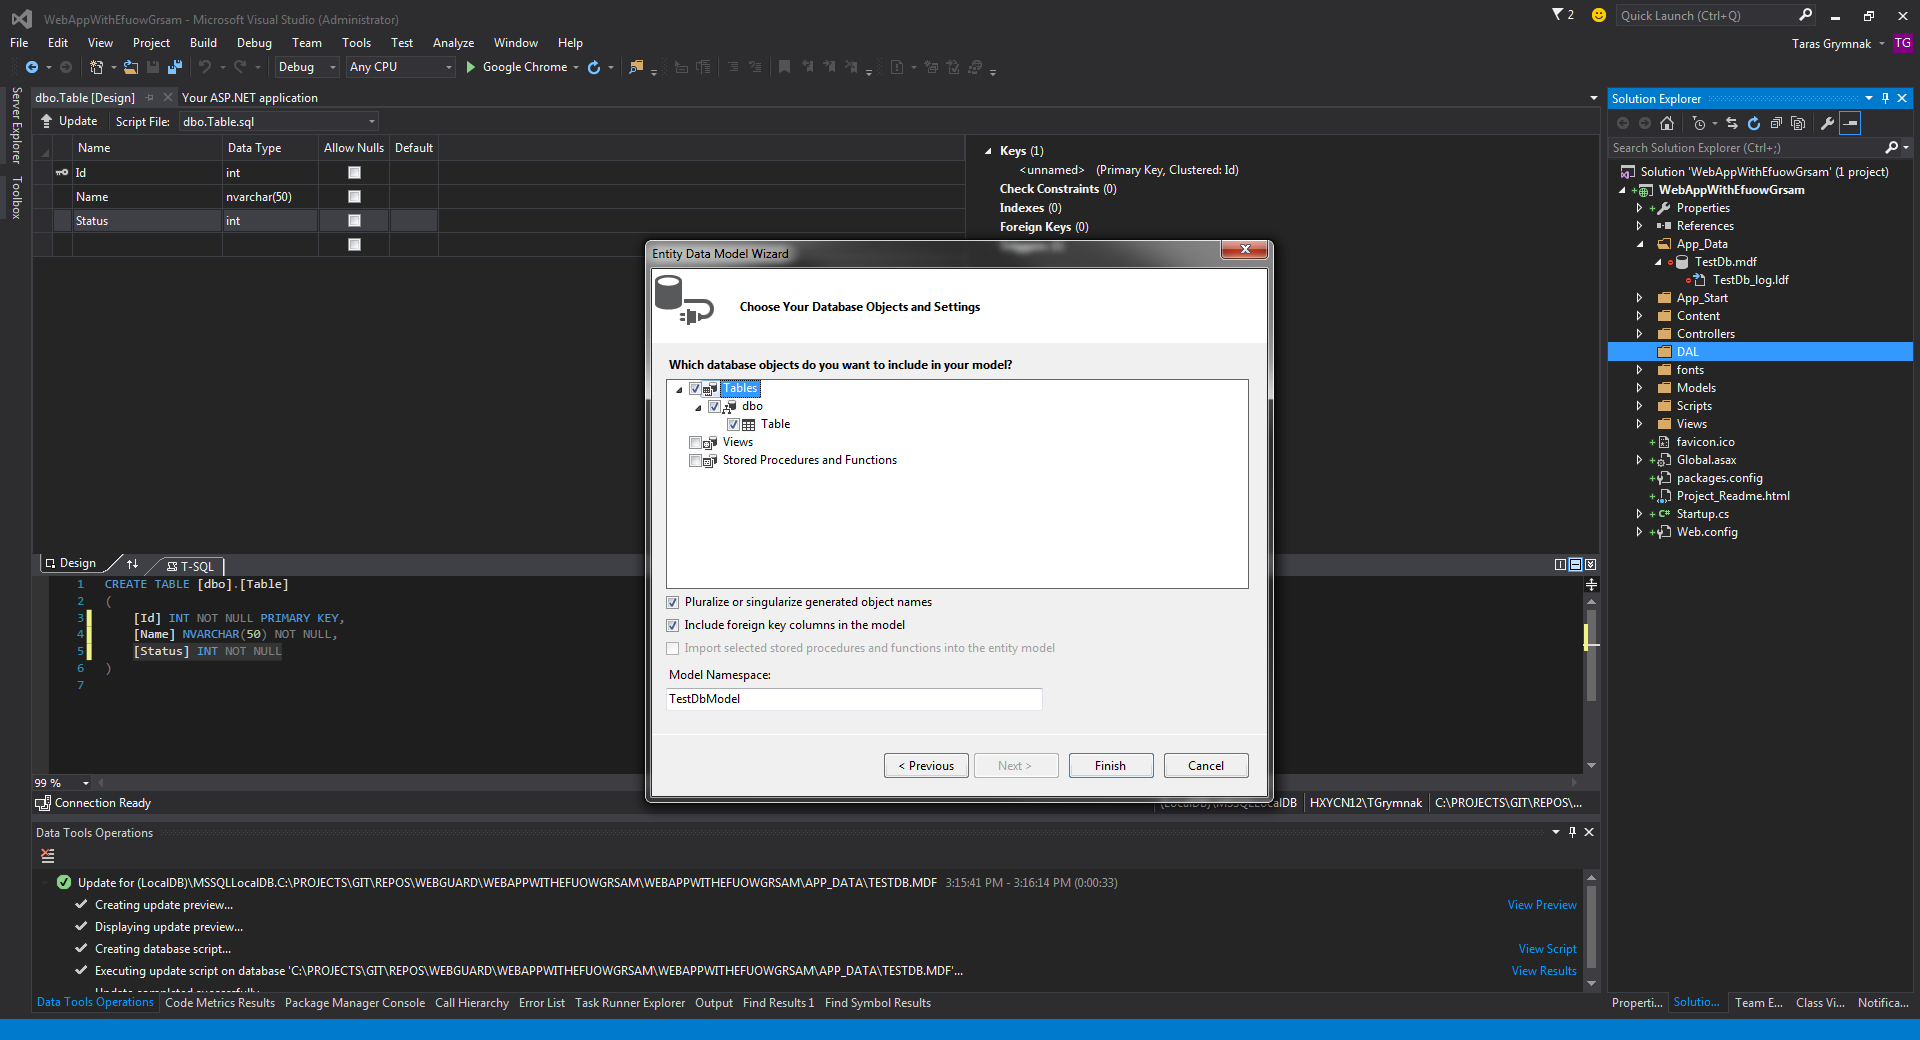 WebAppWithEfuowGrsam - Microsoft Visual Studio (Administrator)
2
Quick Launch (Ctrl+Q)
File Edit View Project Build Debug Team Tools Test Analyze Window Help
Taras Grymnak TG
Debug Any CPU Google Chrome
Server Explorer
Toolbox
dbo.Table [Design] Your ASP.NET application
Update Script File: dbo.Table.sql
Name Data Type Allow Nulls Default
Id int
Name nvarchar(50)
Status int
Keys (1)
<unnamed> (Primary Key, Clustered: Id)
Check Constraints (0)
Indexes (0)
Foreign Keys (0)
Entity Data Model Wizard
Choose Your Database Objects and Settings
Which database objects do you want to include in your model?
Tables
dbo
Table
Views
Stored Procedures and Functions
Pluralize or singularize generated object names
Include foreign key columns in the model
Import selected stored procedures and functions into the entity model
Model Namespace:
TestDbModel
< Previous Next > Finish Cancel
Design T-SQL
1 CREATE TABLE [dbo].[Table]
2 (
3 [Id] INT NOT NULL PRIMARY KEY,
4 [Name] NVARCHAR(50) NOT NULL,
5 [Status] INT NOT NULL
6 )
7
99 %
Connection Ready
(LocalDB)\MSSQLLocalDB HXYCN12\TGrymnak C:\PROJECTS\GIT\REPOS\...
Data Tools Operations
Update for (LocalDB)\MSSQLLocalDB.C:\PROJECTS\GIT\REPOS\WEBGUARD\WEBAPPWITHEFUOWGRSAM\WEBAPPWITHEFUOWGRSAM\APP_DATA\TESTDB.MDF 3:15:41 PM - 3:16:14 PM (0:00:33)
Creating update preview... View Preview
Displaying update preview...
Creating database script... View Script
Executing update script on database 'C:\PROJECTS\GIT\REPOS\WEBGUARD\WEBAPPWITHEFUOWGRSAM\WEBAPPWITHEFUOWGRSAM\APP_DATA\TESTDB.MDF'... View Results
Data Tools Operations Code Metrics Results Package Manager Console Call Hierarchy Error List Task Runner Explorer Output Find Results 1 Find Symbol Results
Solution Explorer
Search Solution Explorer (Ctrl+;)
Solution 'WebAppWithEfuowGrsam' (1 project)
WebAppWithEfuowGrsam
Properties
References
App_Data
TestDb.mdf
TestDb_log.ldf
App_Start
Content
Controllers
DAL
fonts
Models
Scripts
Views
favicon.ico
Global.asax
packages.config
Project_Readme.html
C# Startup.cs
Web.config
Properti... Solutio... Team E... Class Vi... Notifica...